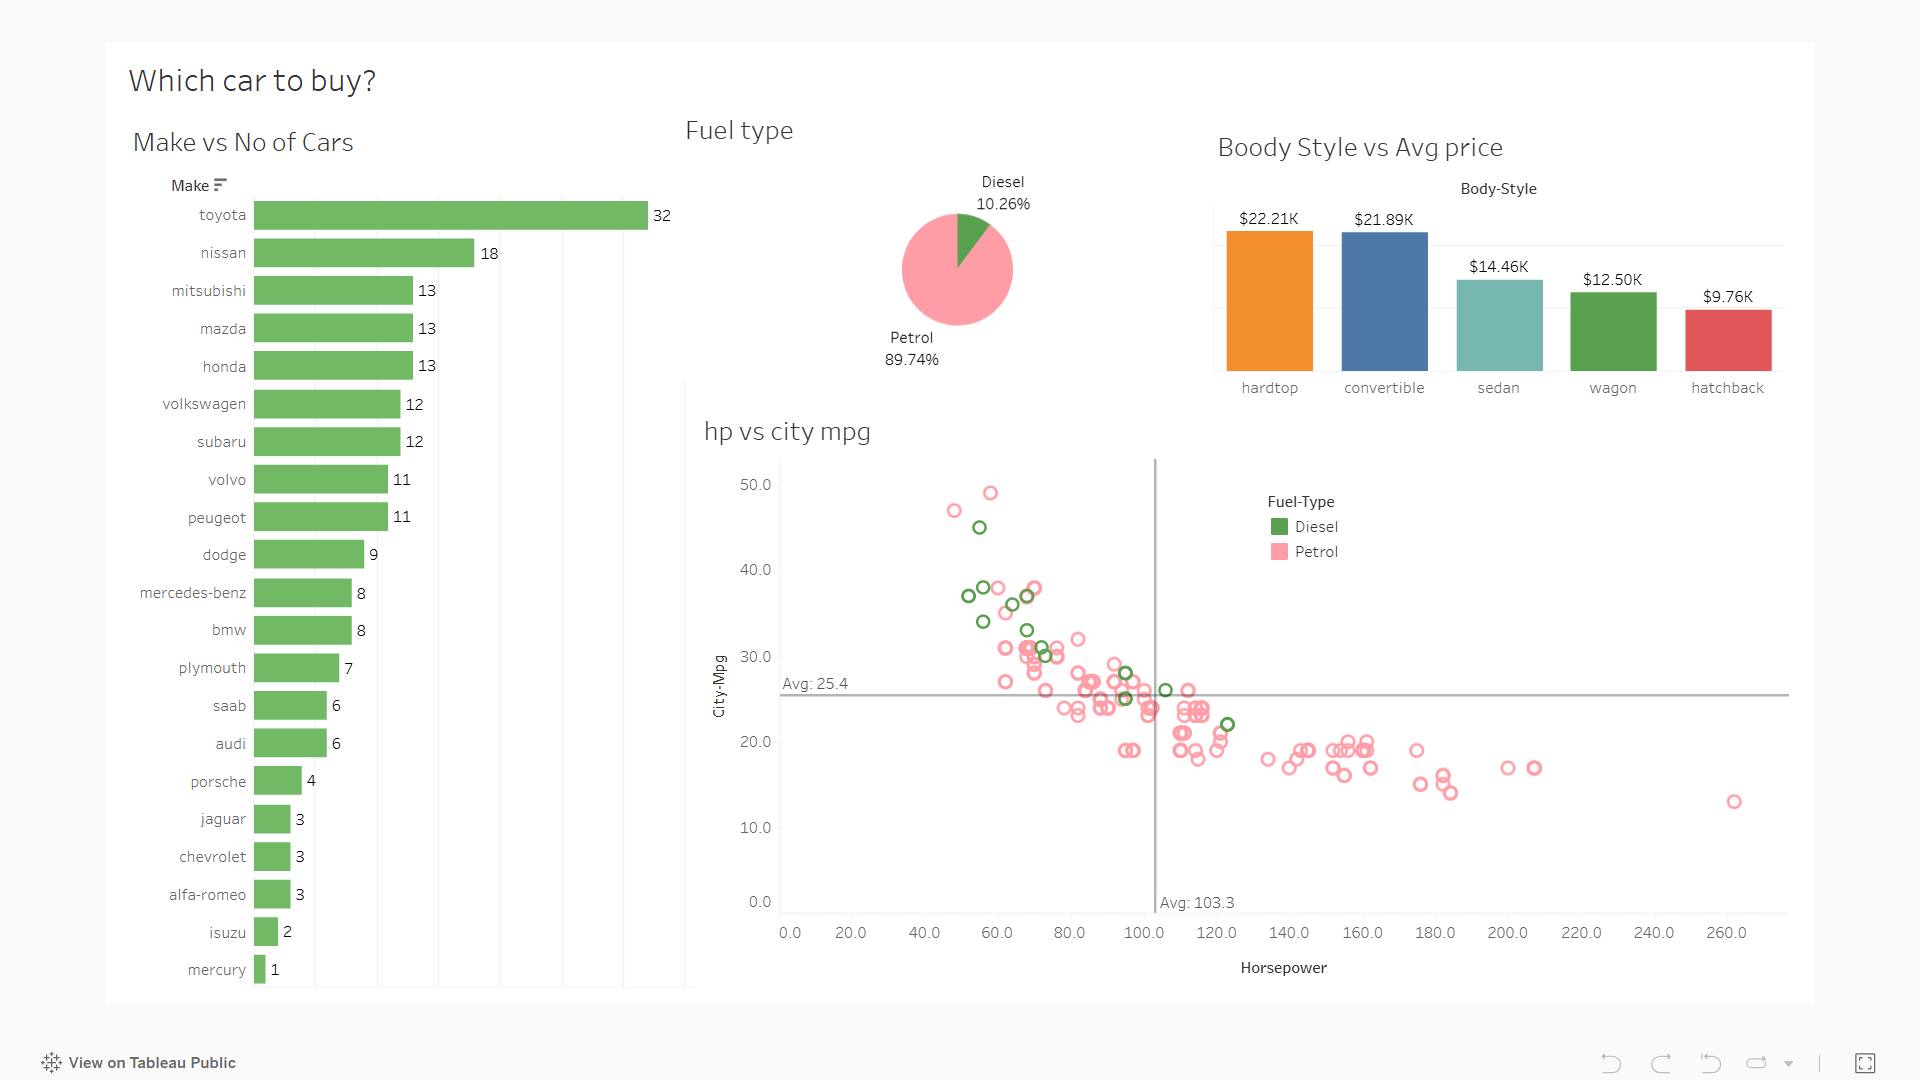 Which car to buy?
Make vs No of Cars
Make
toyota 32
nissan 18
mitsubishi 13
mazda 13
honda 13
volkswagen 12
subaru 12
volvo 11
peugeot 11
dodge 9
mercedes-benz 8
bmw 8
plymouth 7
saab 6
audi 6
porsche 4
jaguar 3
chevrolet 3
alfa-romeo 3
isuzu 2
mercury 1
Fuel type
Diesel
10.26%
Petrol
89.74%
Boody Style vs Avg price
Body-Style
$22.21K $21.89K $14.46K $12.50K $9.76K
hardtop convertible sedan wagon hatchback
hp vs city mpg
City-Mpg
50.0
40.0
30.0
20.0
10.0
0.0
Avg: 25.4
Avg: 103.3
Fuel-Type
Diesel
Petrol
0.0 20.0 40.0 60.0 80.0 100.0 120.0 140.0 160.0 180.0 200.0 220.0 240.0 260.0
Horsepower
View on Tableau Public